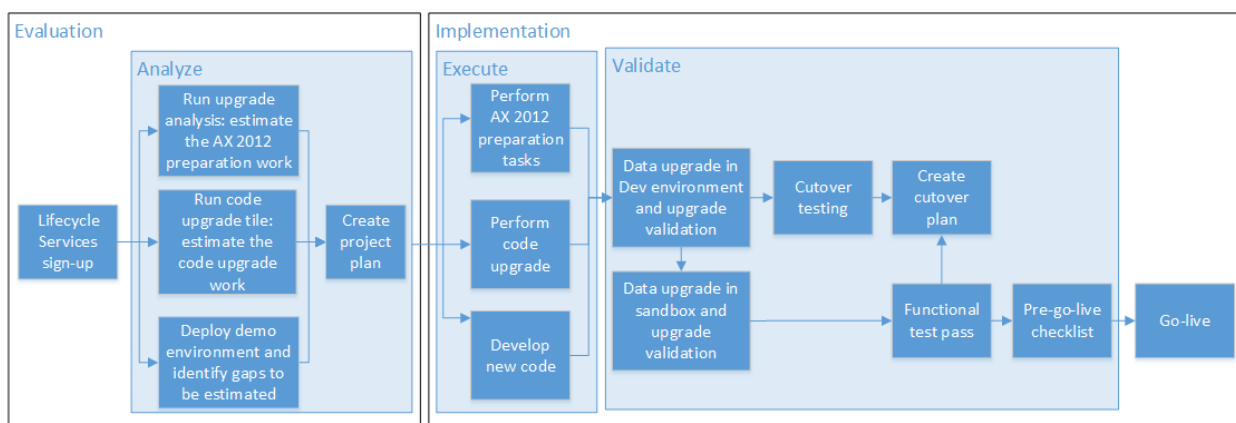 Evaluation
Analyze
Run upgrade
analysis: estimate
the AX 2012
preparation work
Lifecycle
Services
sign-up
Run code
upgrade tile:
estimate the
code upgrade
work
Create
project
plan
Deploy demo
environment and
identify gaps to
be estimated
Implementation
Execute
Perform
AX 2012
preparation
tasks
Perform
code
upgrade
Develop
new code
Validate
Data upgrade in
Dev environment
and upgrade
validation
Cutover
testing
Create
cutover
plan
Data upgrade in
sandbox and
upgrade
validation
Functional
test pass
Pre-go-live
checklist
Go-live